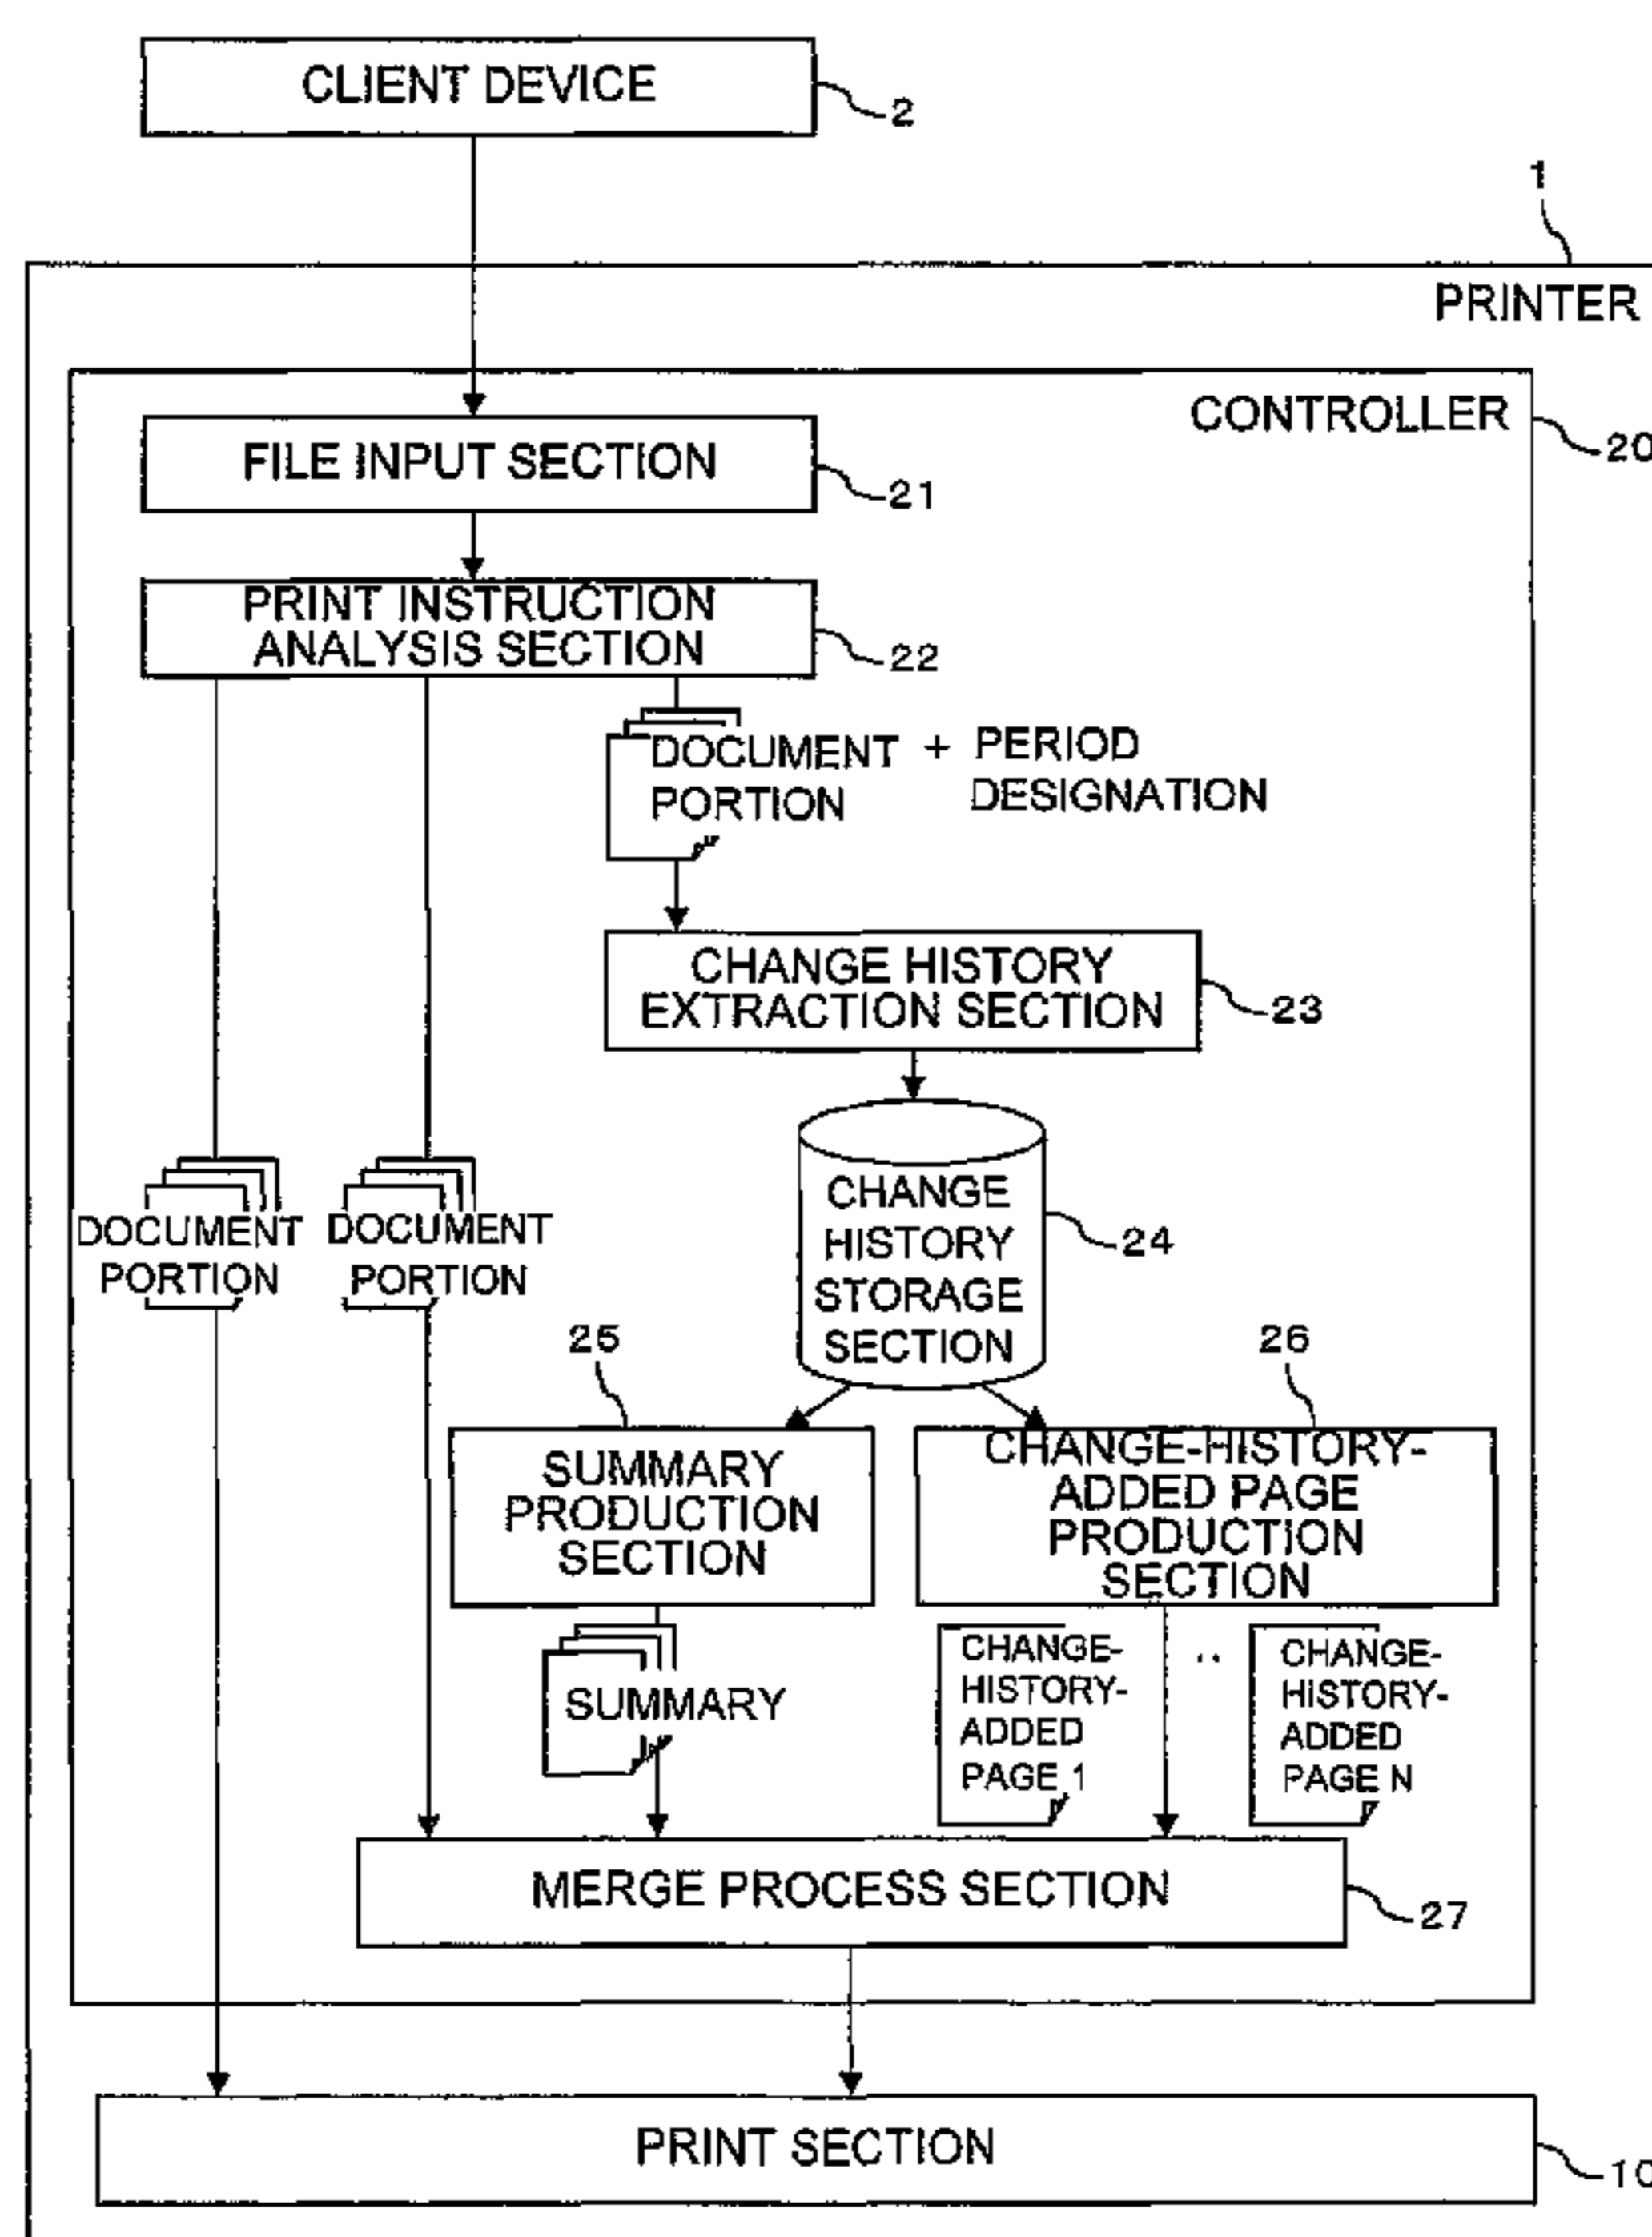 CLIENT DEVICE
2
1
PRINTER
CONTROLLER
20
FILE INPUT SECTION
21
PRINT INSTRUCTION
ANALYSIS SECTION
22
DOCUMENT + PERIOD
PORTION DESIGNATION
CHANGE HISTORY
EXTRACTION SECTION
23
CHANGE
HISTORY
STORAGE
SECTION
24
DOCUMENT
PORTION
DOCUMENT
PORTION
25
26
SUMMARY
PRODUCTION
SECTION
CHANGE-HISTORY-
ADDED PAGE
PRODUCTION
SECTION
SUMMARY
CHANGE-
HISTORY-
ADDED
PAGE 1
..
CHANGE-
HISTORY-
ADDED
PAGE N
MERGE PROCESS SECTION
27
PRINT SECTION
10